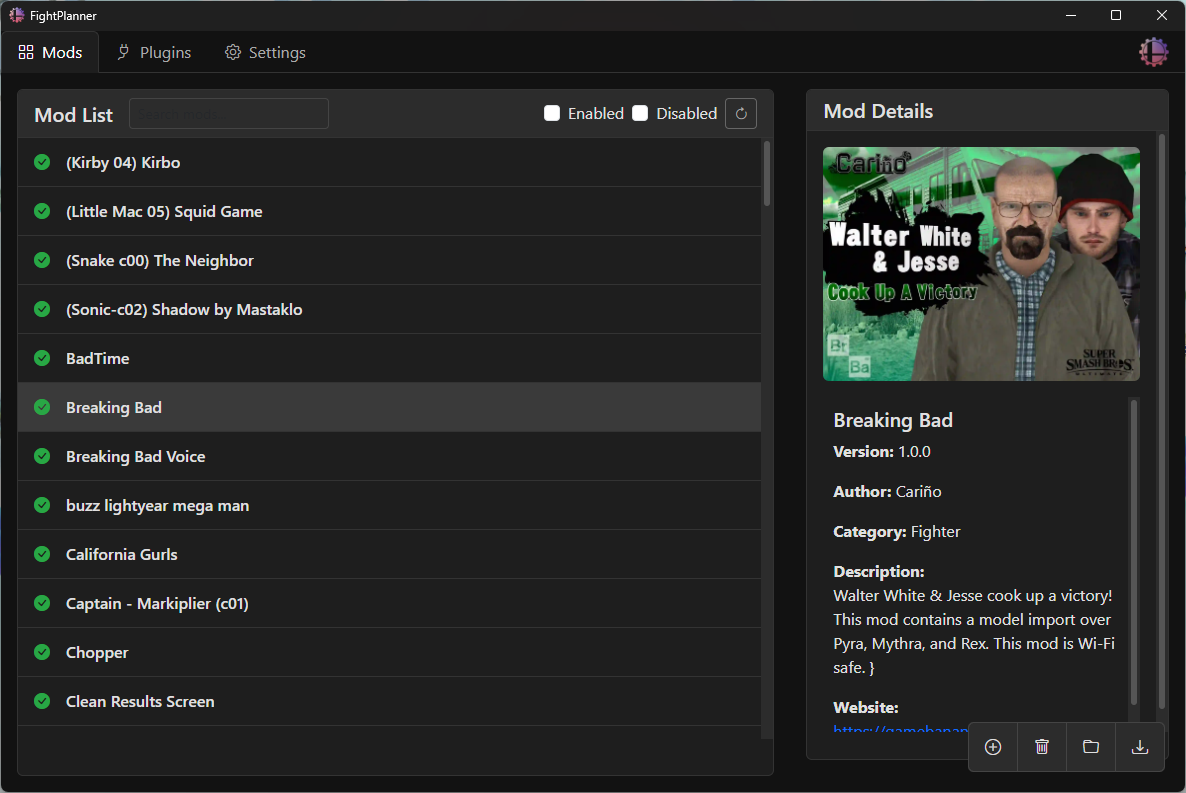 FightPlanner
Mods Plugins Settings
Mod List Search mods... Enabled Disabled
(Kirby 04) Kirbo
(Little Mac 05) Squid Game
(Snake c00) The Neighbor
(Sonic-c02) Shadow by Mastaklo
BadTime
Breaking Bad
Breaking Bad Voice
buzz lightyear mega man
California Gurls
Captain - Markiplier (c01)
Chopper
Clean Results Screen
Mod Details
Cariño
Walter White
& Jesse
Cook Up A Victory
Bt
Ba
SUPER
SMASH BROS.
ULTIMATE
Breaking Bad
Version: 1.0.0
Author: Cariño
Category: Fighter
Description:
Walter White & Jesse cook up a victory!
This mod contains a model import over
Pyra, Mythra, and Rex. This mod is Wi-Fi
safe. }
Website: